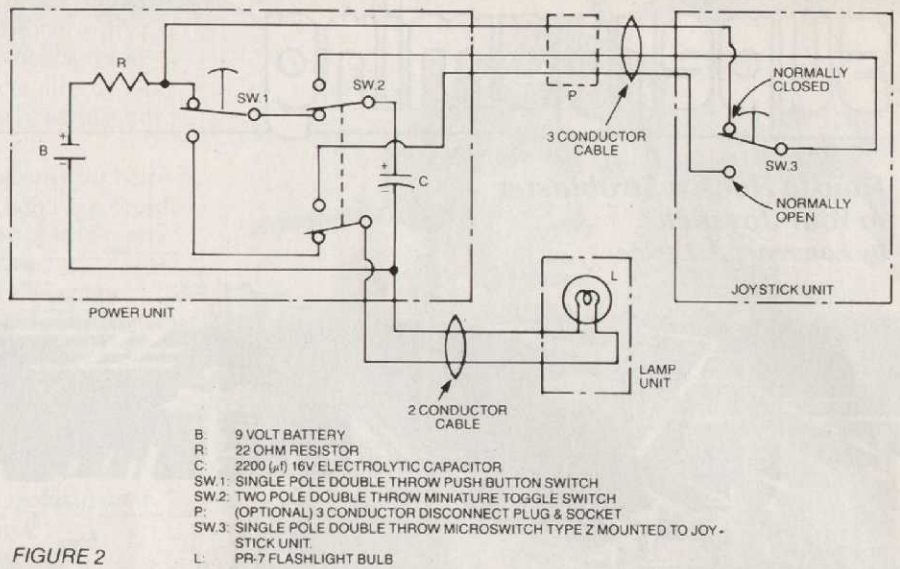 R
SW.1
SW.2
B
+
−
+
C
P
3 CONDUCTOR
CABLE
NORMALLY
CLOSED
SW.3
NORMALLY
OPEN
JOYSTICK UNIT
POWER UNIT
L
LAMP
UNIT
2 CONDUCTOR
CABLE
B: 9 VOLT BATTERY
R: 22 OHM RESISTOR
C: 2200 (µf) 16V ELECTROLYTIC CAPACITOR
SW.1: SINGLE POLE DOUBLE THROW PUSH BUTTON SWITCH
SW.2: TWO POLE DOUBLE THROW MINIATURE TOGGLE SWITCH
P: (OPTIONAL) 3 CONDUCTOR DISCONNECT PLUG & SOCKET
SW.3: SINGLE POLE DOUBLE THROW MICROSWITCH TYPE Z MOUNTED TO JOY-
STICK UNIT.
L: PR-7 FLASHLIGHT BULB
FIGURE 2